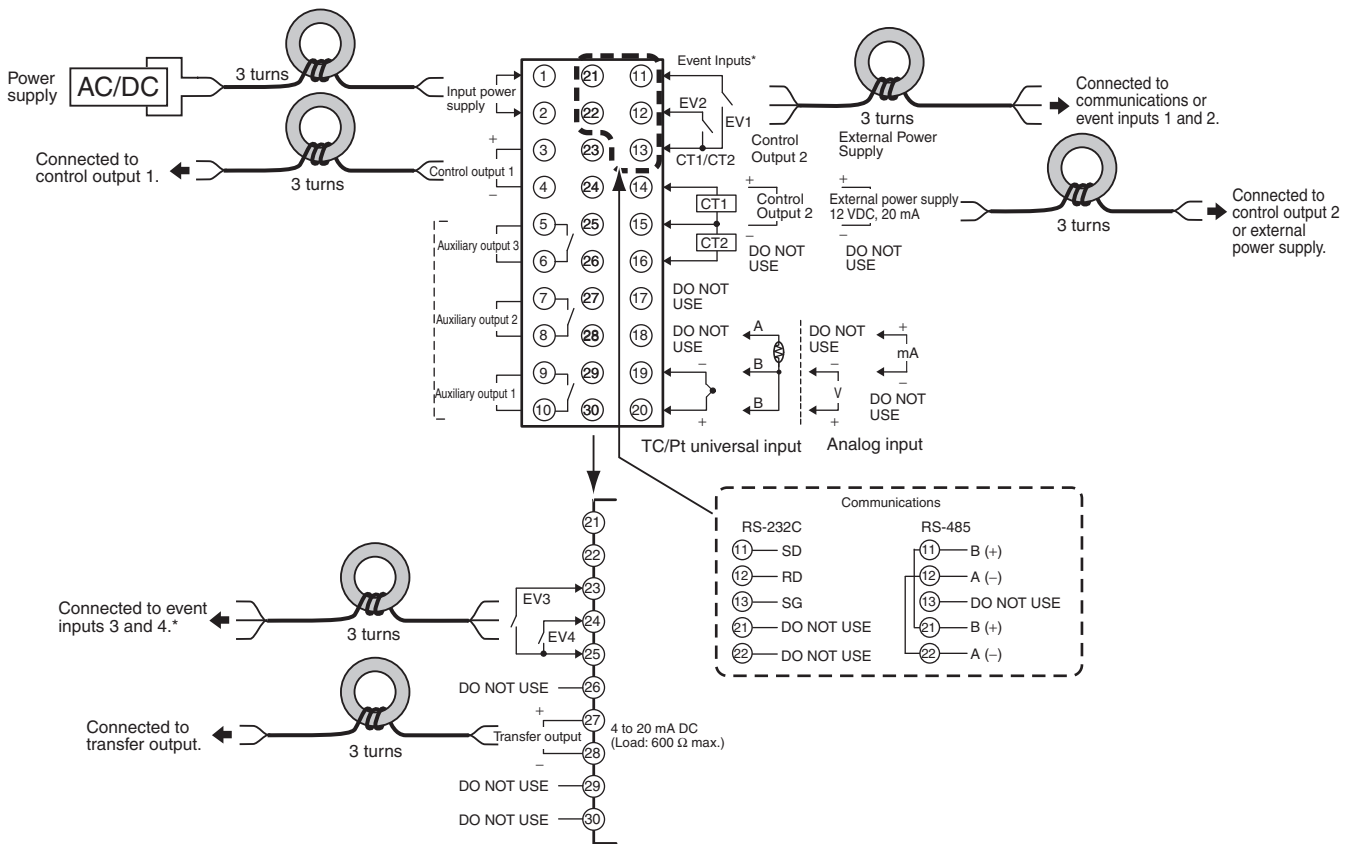 Power
supply
AC/DC
3 turns
Input power
supply
Connected to
control output 1.
3 turns
+
Control output 1
−
Auxiliary output 3
Auxiliary output 2
Auxiliary output 1
1 21 11
2 22 12
3 23 13
4 24 14
5 25 15
6 26 16
7 27 17
8 28 18
9 29 19
10 30 20
Event Inputs*
EV2
EV1
CT1/CT2
Control
Output 2
3 turns
External Power
Supply
Connected to
communications or
event inputs 1 and 2.
CT1
CT2
+
Control
Output 2
−
DO NOT
USE
+
External power supply
12 VDC, 20 mA
−
DO NOT
USE
3 turns
Connected to
control output 2
or external
power supply.
DO NOT
USE
DO NOT
USE
−
+
A
B
B
DO NOT
USE
−
V
+
+
mA
−
DO NOT
USE
TC/Pt universal input
Analog input
Communications
RS-232C
11 SD
12 RD
13 SG
21 DO NOT USE
22 DO NOT USE
RS-485
11 B (+)
12 A (−)
13 DO NOT USE
21 B (+)
22 A (−)
21
22
23
24
25
26
27
28
29
30
Connected to event
inputs 3 and 4.*
3 turns
EV3
EV4
DO NOT USE
Connected to
transfer output.
3 turns
+
Transfer output
−
4 to 20 mA DC
(Load: 600 Ω max.)
DO NOT USE
DO NOT USE